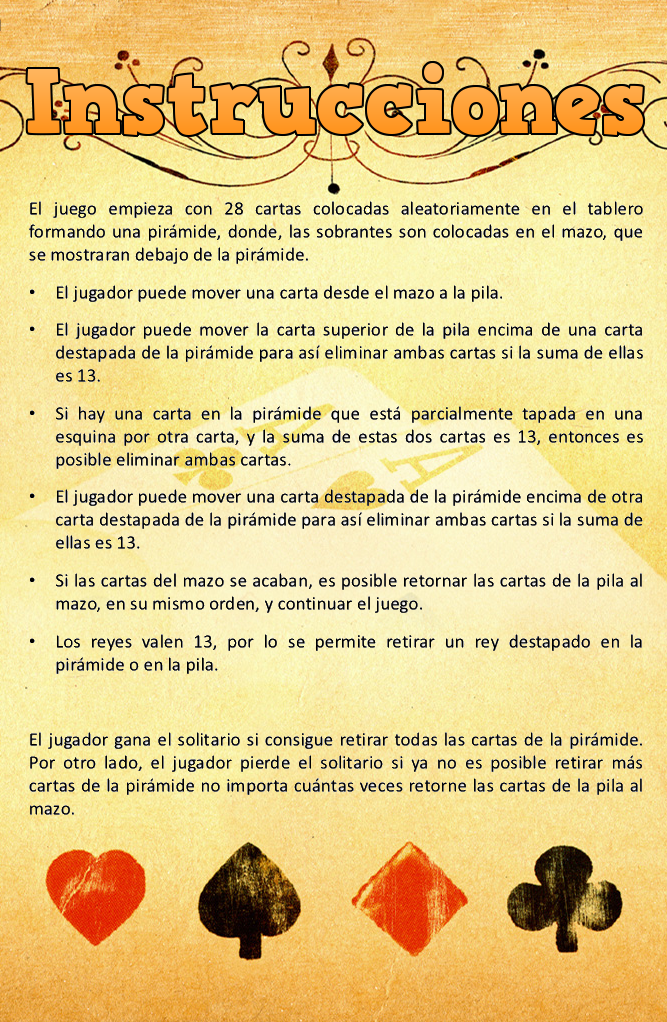 Instrucciones
El juego empieza con 28 cartas colocadas aleatoriamente en el tablero
formando una pirámide, donde, las sobrantes son colocadas en el mazo, que
se mostraran debajo de la pirámide.
• El jugador puede mover una carta desde el mazo a la pila.
• El jugador puede mover la carta superior de la pila encima de una carta
destapada de la pirámide para así eliminar ambas cartas si la suma de ellas
es 13.
• Si hay una carta en la pirámide que está parcialmente tapada en una
esquina por otra carta, y la suma de estas dos cartas es 13, entonces es
posible eliminar ambas cartas.
• El jugador puede mover una carta destapada de la pirámide encima de otra
carta destapada de la pirámide para así eliminar ambas cartas si la suma de
ellas es 13.
• Si las cartas del mazo se acaban, es posible retornar las cartas de la pila al
mazo, en su mismo orden, y continuar el juego.
• Los reyes valen 13, por lo se permite retirar un rey destapado en la
pirámide o en la pila.
El jugador gana el solitario si consigue retirar todas las cartas de la pirámide.
Por otro lado, el jugador pierde el solitario si ya no es posible retirar más
cartas de la pirámide no importa cuántas veces retorne las cartas de la pila al
mazo.
A
A